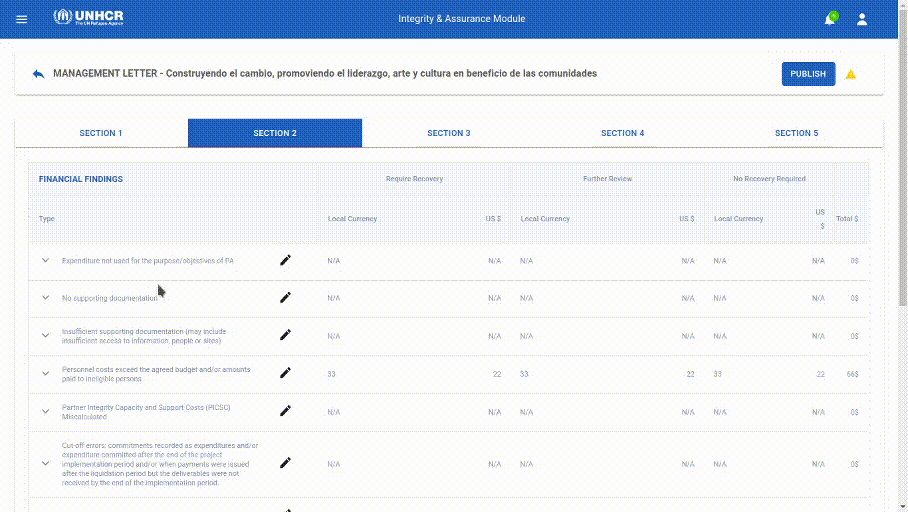 UNHCR
The UN Refugee Agency
Integrity & Assurance Module
MANAGEMENT LETTER - Construyendo el cambio, promoviendo el liderazgo, arte y cultura en beneficio de las comunidades
PUBLISH
SECTION 1 SECTION 2 SECTION 3 SECTION 4 SECTION 5
FINANCIAL FINDINGS Require Recovery Further Review No Recovery Required
Type Local Currency US $ Local Currency US $ Local Currency US $ Total $
Expenditure not used for the purpose/objectives of PA N/A N/A N/A N/A N/A N/A 0$
No supporting documentation N/A N/A N/A N/A N/A N/A 0$
Insufficient supporting documentation (may include
insufficient access to information, people or sites) N/A N/A N/A N/A N/A N/A 0$
Personnel costs exceed the agreed budget and/or amounts
paid to ineligible persons 33 22 33 22 33 22 66$
Partner Integrity Capacity and Support Costs (PICSC)
Miscalculated N/A N/A N/A N/A N/A N/A 0$
Cut-off errors: commitments recorded as expenditures and/or
expenditure committed after the end of the project
implementation period and/or when payments were issued
after the liquidation period but the deliverables were not
received by the end of the implementation period. N/A N/A N/A N/A N/A N/A 0$